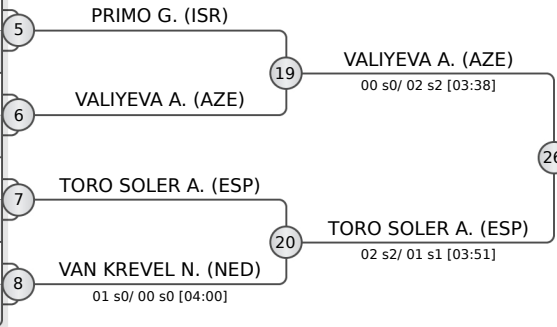 PRIMO G. (ISR)
5
VALIYEVA A. (AZE)
19
00 s0/ 02 s2 [03:38]
VALIYEVA A. (AZE)
6
26
TORO SOLER A. (ESP)
7
TORO SOLER A. (ESP)
20
02 s2/ 01 s1 [03:51]
VAN KREVEL N. (NED)
8
01 s0/ 00 s0 [04:00]